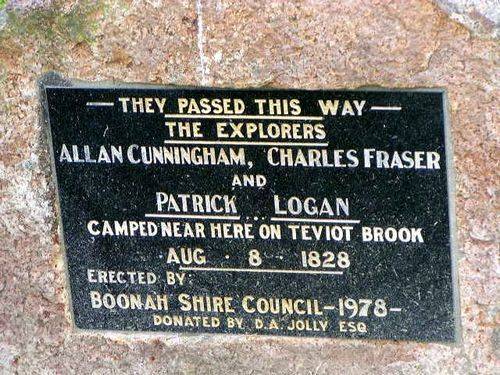 — THEY PASSED THIS WAY —
THE EXPLORERS
ALLAN CUNNINGHAM, CHARLES FRASER
AND
PATRICK LOGAN
CAMPED NEAR HERE ON TEVIOT BROOK
AUG · 8 · 1828
ERECTED BY:
BOONAH SHIRE COUNCIL-1978-
DONATED BY D.A. JOLLY ESQ